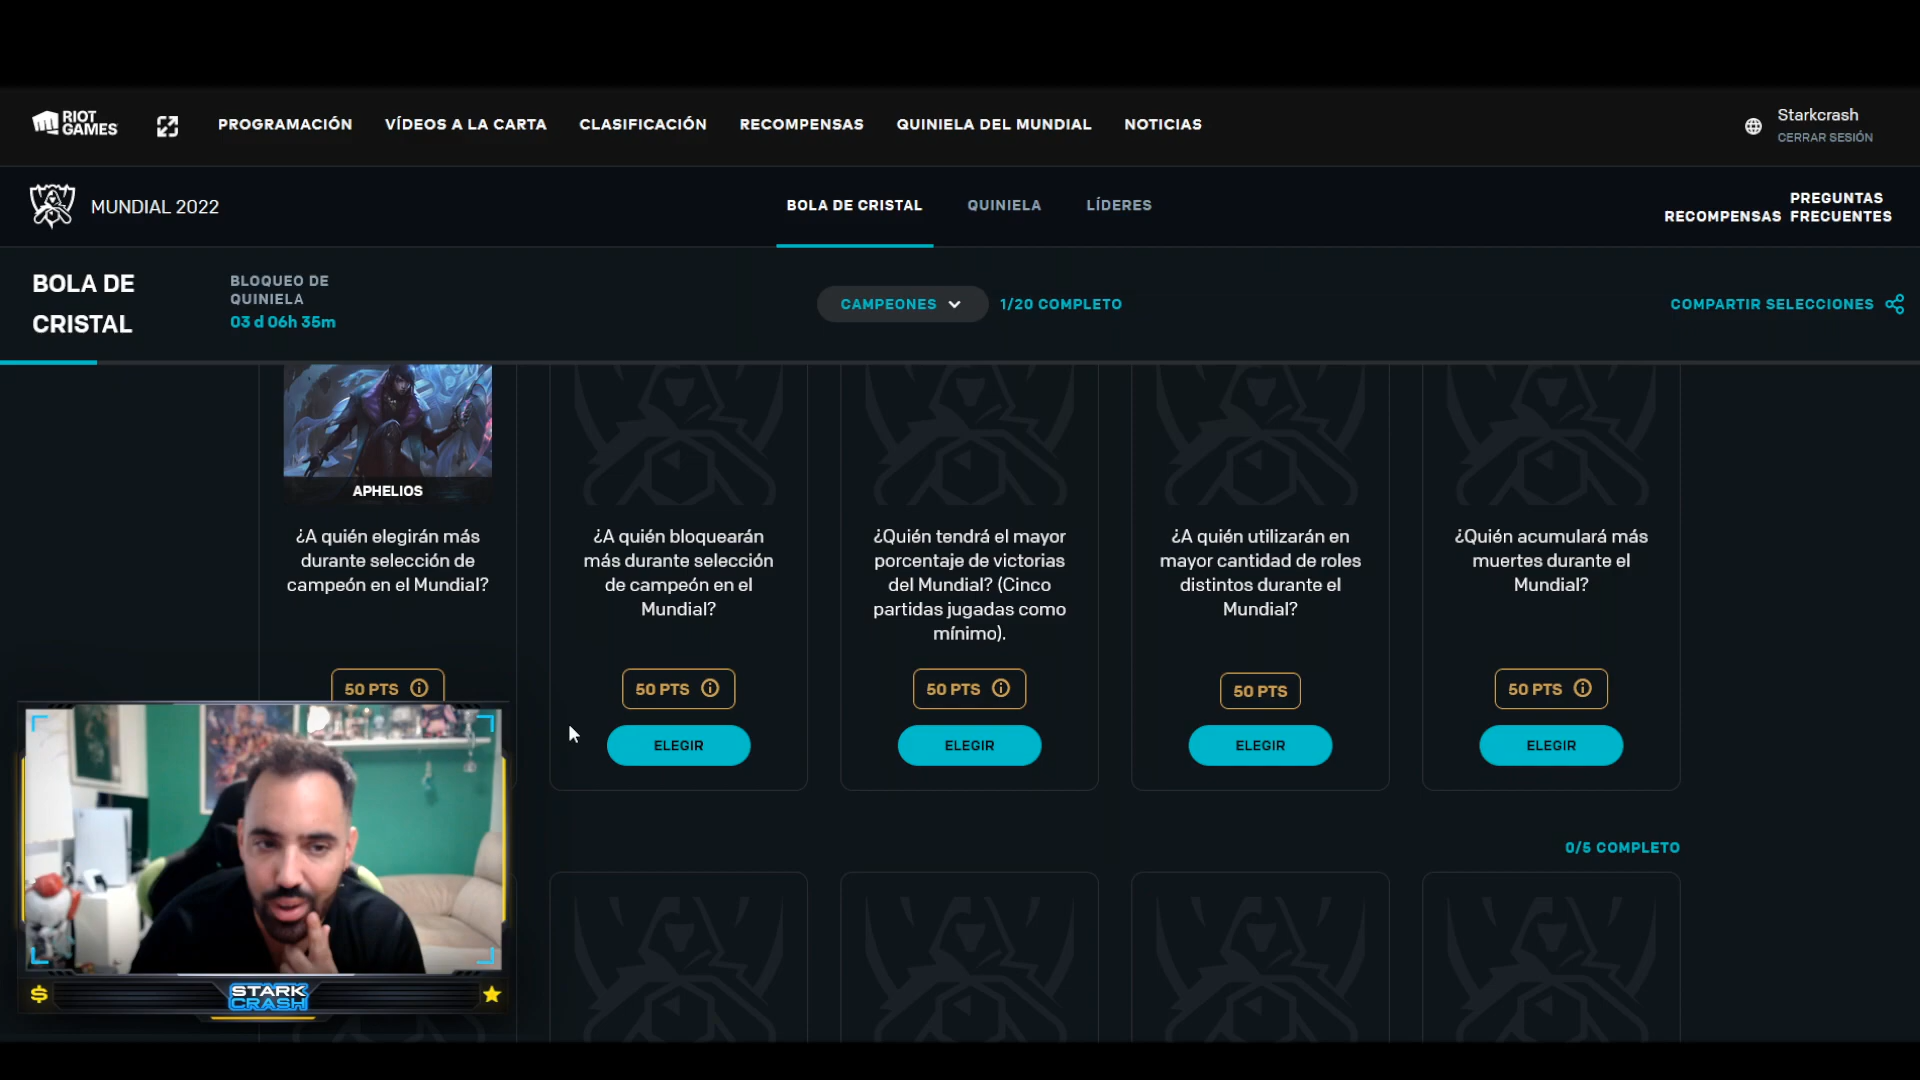 RIOT
GAMES
PROGRAMACIÓN
VÍDEOS A LA CARTA
CLASIFICACIÓN
RECOMPENSAS
QUINIELA DEL MUNDIAL
NOTICIAS
Starkcrash
CERRAR SESIÓN
MUNDIAL 2022
BOLA DE CRISTAL
QUINIELA
LÍDERES
RECOMPENSAS
PREGUNTAS
FRECUENTES
BOLA DE
CRISTAL
BLOQUEO DE
QUINIELA
03 d 06h 35m
CAMPEONES
1/20 COMPLETO
COMPARTIR SELECCIONES
APHELIOS
¿A quién elegirán más
durante selección de
campeón en el Mundial?
50 PTS
¿A quién bloquearán
más durante selección
de campeón en el
Mundial?
50 PTS
ELEGIR
¿Quién tendrá el mayor
porcentaje de victorias
del Mundial? (Cinco
partidas jugadas como
mínimo).
50 PTS
ELEGIR
¿A quién utilizarán en
mayor cantidad de roles
distintos durante el
Mundial?
50 PTS
ELEGIR
¿Quién acumulará más
muertes durante el
Mundial?
50 PTS
ELEGIR
0/5 COMPLETO
STARK
CRASH